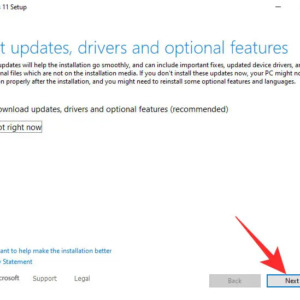 11 Setup
t updates, drivers and optional features
updates will help the installation go smoothly, and can include important fixes, updated device drivers, a
nal files which are not on the installation media. If you don't install these updates now, your PC might no
n properly after the installation, and you might need to reinstall some optional features and languages.
ownload updates, drivers and optional features (recommended)
ot right now
ant to help make the installation better
Statement
crosoft Support Legal
Back Next